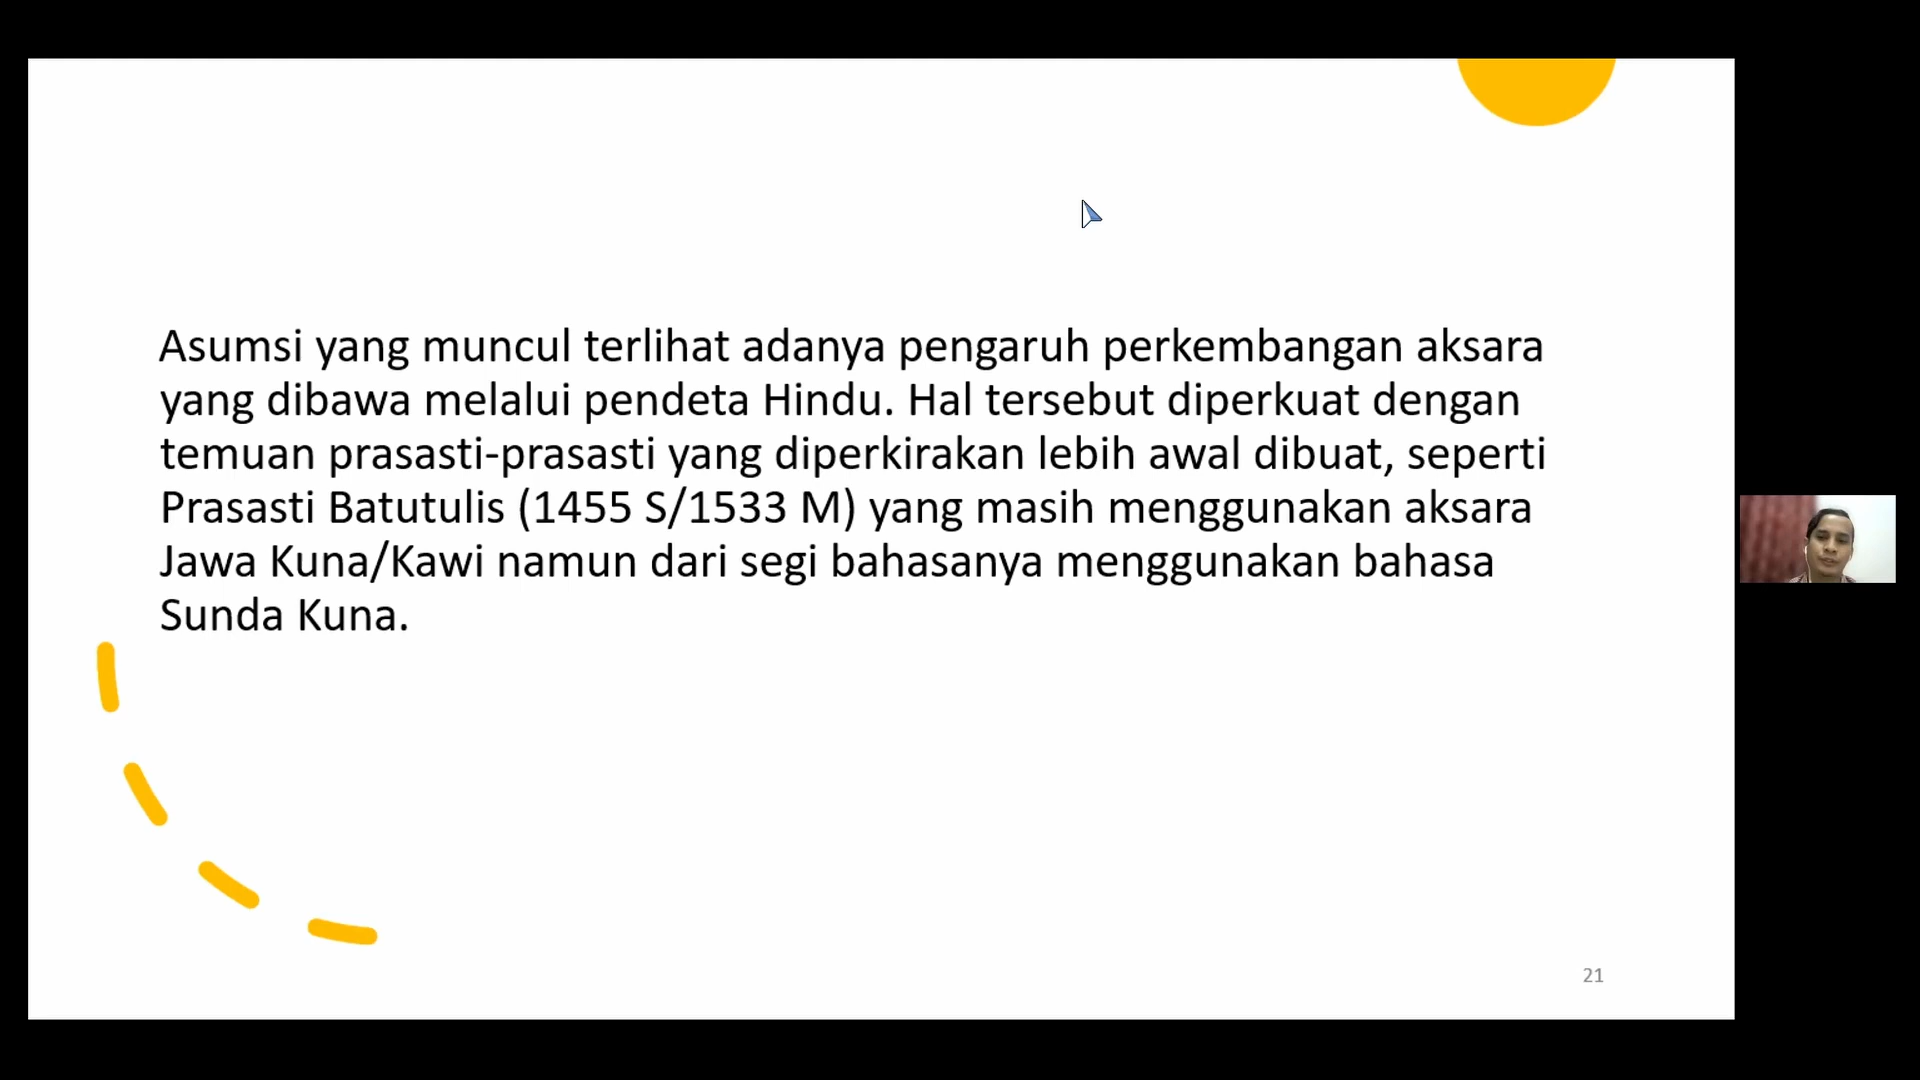 Asumsi yang muncul terlihat adanya pengaruh perkembangan aksara
yang dibawa melalui pendeta Hindu. Hal tersebut diperkuat dengan
temuan prasasti-prasasti yang diperkirakan lebih awal dibuat, seperti
Prasasti Batutulis (1455 S/1533 M) yang masih menggunakan aksara
Jawa Kuna/Kawi namun dari segi bahasanya menggunakan bahasa
Sunda Kuna.
21